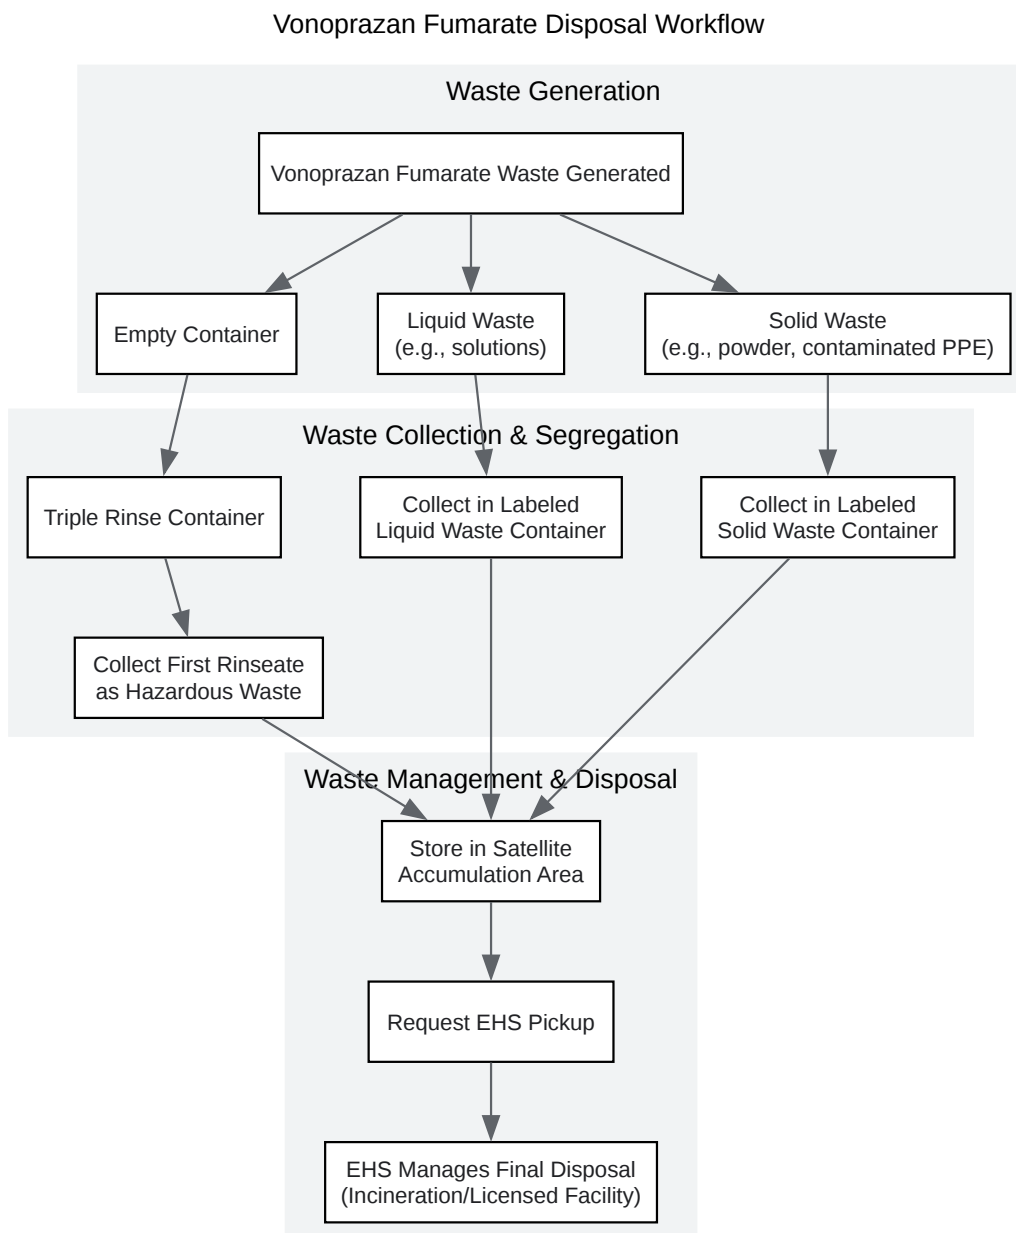 Vonoprazan Fumarate Disposal Workflow
Waste Generation
Vonoprazan Fumarate Waste Generated
Empty Container
Liquid Waste
(e.g., solutions)
Solid Waste
(e.g., powder, contaminated PPE)
Waste Collection & Segregation
Triple Rinse Container
Collect in Labeled
Liquid Waste Container
Collect in Labeled
Solid Waste Container
Collect First Rinseate
as Hazardous Waste
Waste Management & Disposal
Store in Satellite
Accumulation Area
Request EHS Pickup
EHS Manages Final Disposal
(Incineration/Licensed Facility)